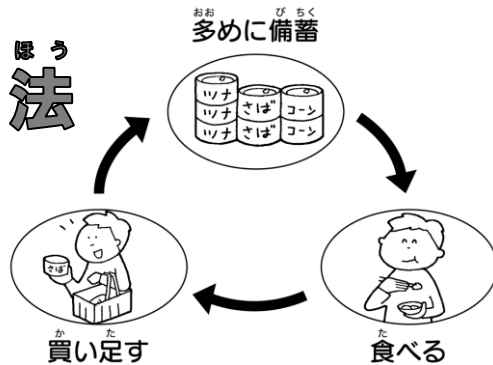 おお び ちく
多めに備蓄
ほう
法
ツナ
ツナ さば コーン
ツナ さば コーン
さば
か た
買い足す
た
食べる